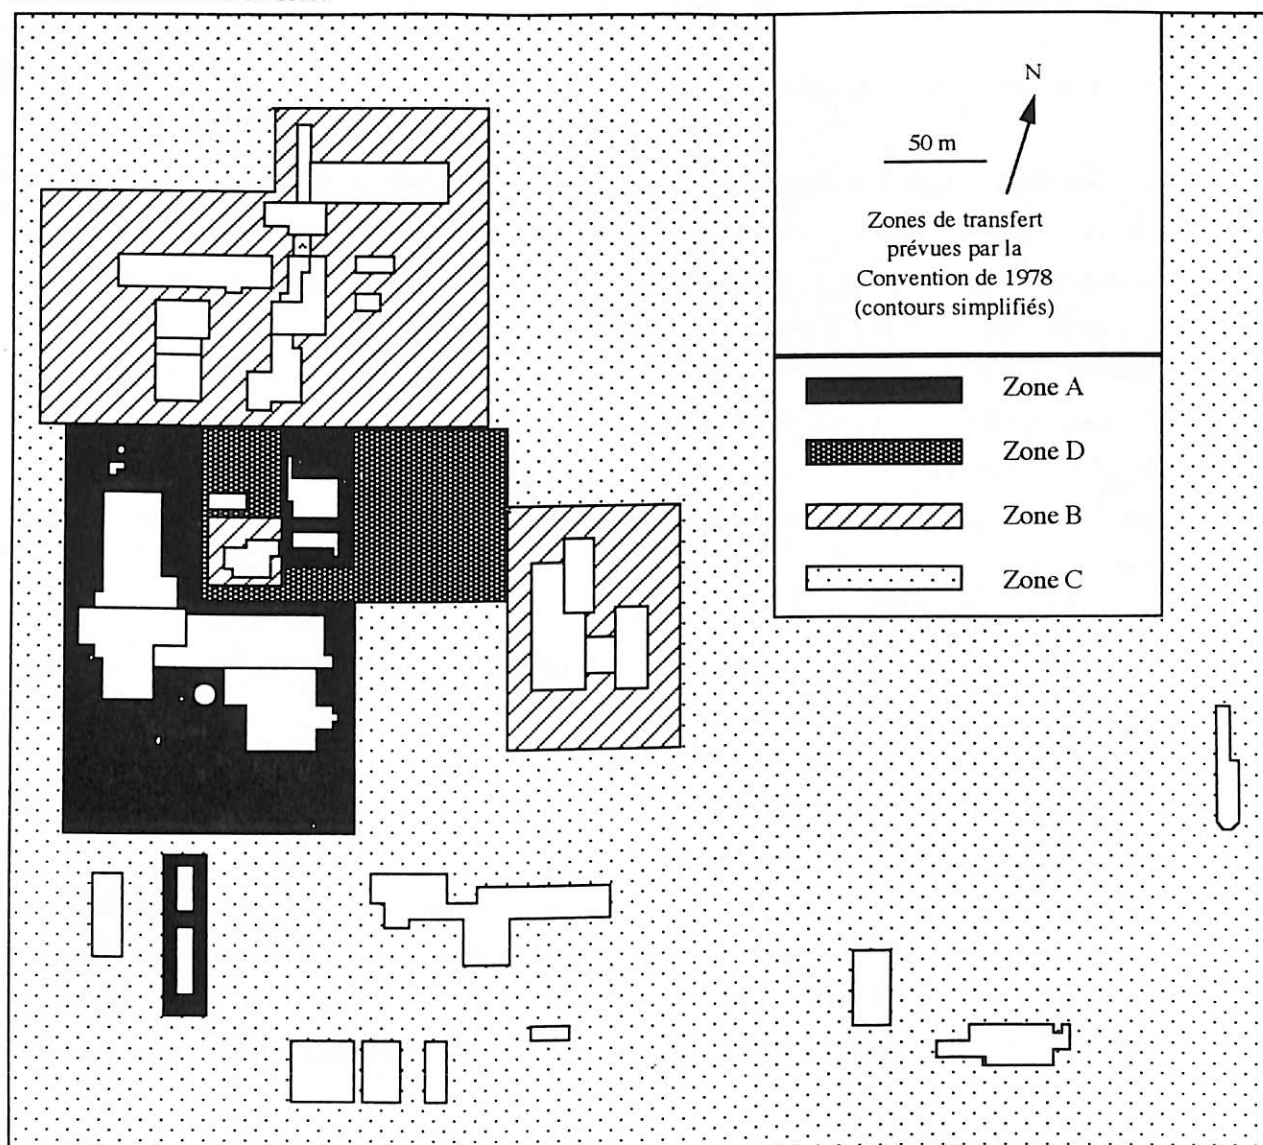 N
50 m
Zones de transfert
prévues par la
Convention de 1978
(contours simplifiés)
Zone A
Zone D
Zone B
Zone C